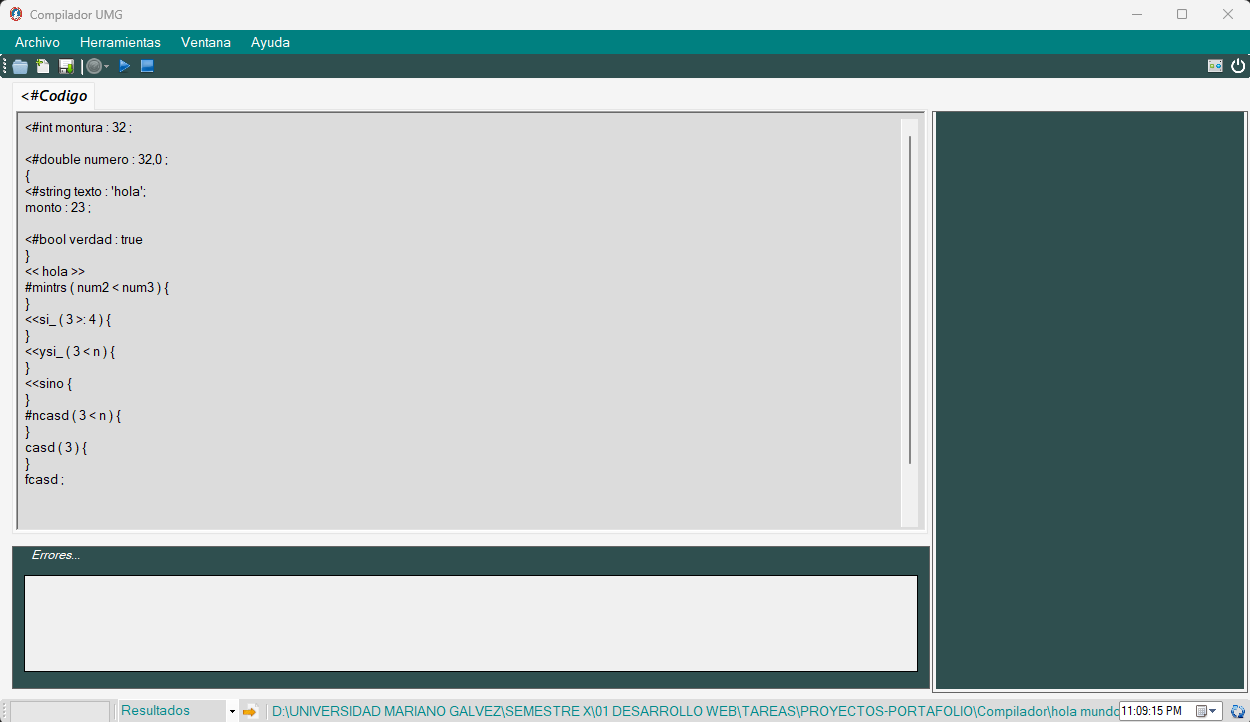 Compilador UMG
Archivo Herramientas Ventana Ayuda
<#Codigo
<#int montura : 32 ;
<#double numero : 32,0 ;
{
<#string texto : 'hola';
monto : 23 ;
<#bool verdad : true
}
<< hola >>
#mintrs ( num2 < num3 ) {
}
<<si_ ( 3 >: 4 ) {
}
<<ysi_ ( 3 < n ) {
}
<<sino {
}
#ncasd ( 3 < n ) {
}
casd ( 3 ) {
}
fcasd ;
Errores...
Resultados D:\UNIVERSIDAD MARIANO GALVEZ\SEMESTRE X\01 DESARROLLO WEB\TAREAS\PROYECTOS-PORTAFOLIO\Compilador\hola mundo 11:09:15 PM